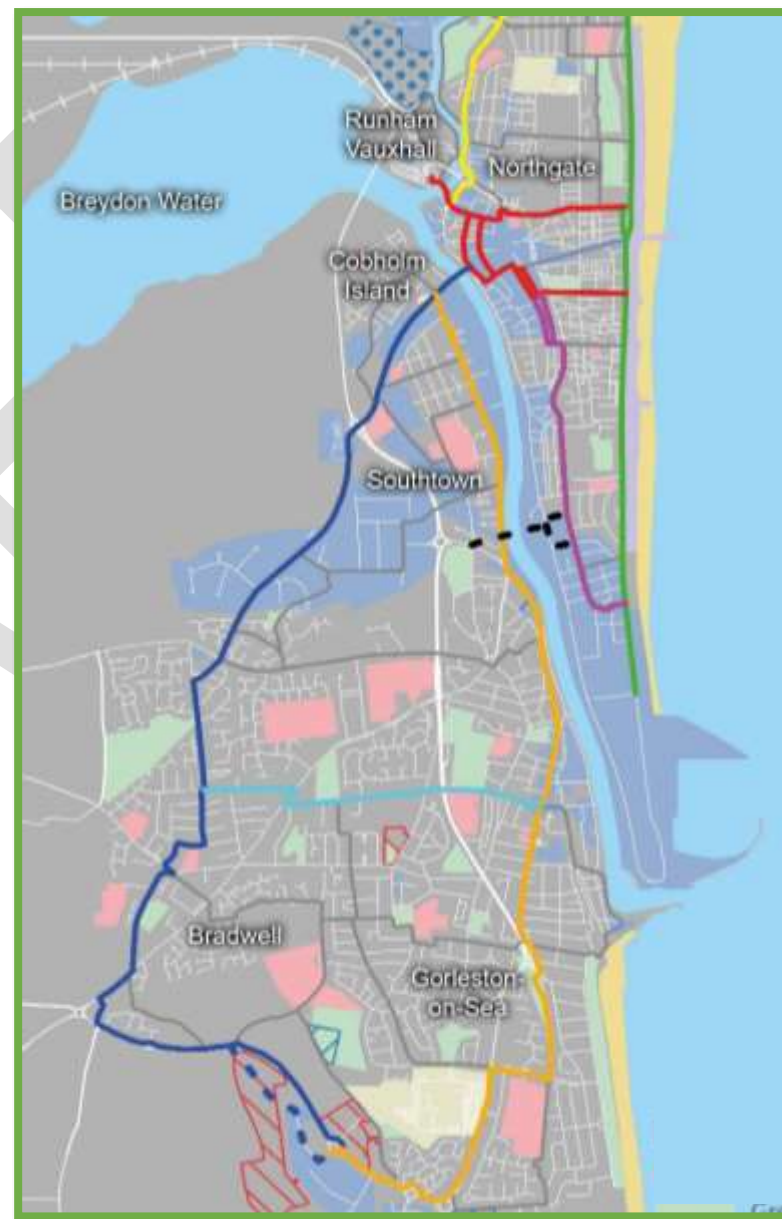 Runham
Vauxhall
Northgate
Breydon Water
Cobholm
Island
Southtown
Bradwell
Gorleston-
on-Sea